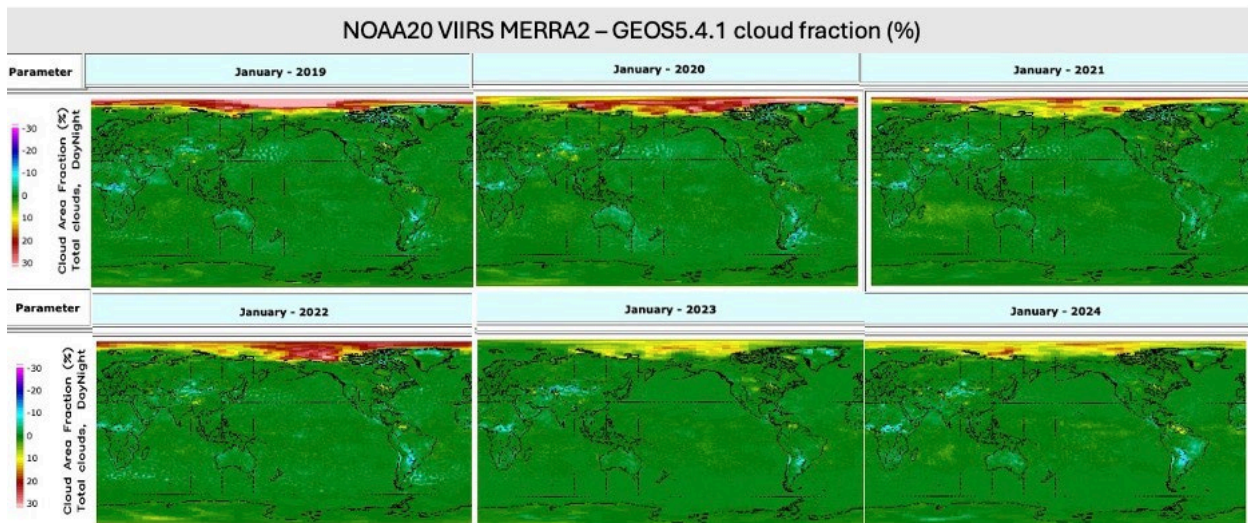 NOAA20 VIIRS MERRA2 – GEOS5.4.1 cloud fraction (%)
Parameter
January - 2019
January - 2020
January - 2021
-30
-20
-10
0
10
20
30
Cloud Area Fraction (%)
Total clouds, DayNight
Parameter
January - 2022
January - 2023
January - 2024
-30
-20
-10
0
10
20
30
Cloud Area Fraction (%)
Total clouds, DayNight